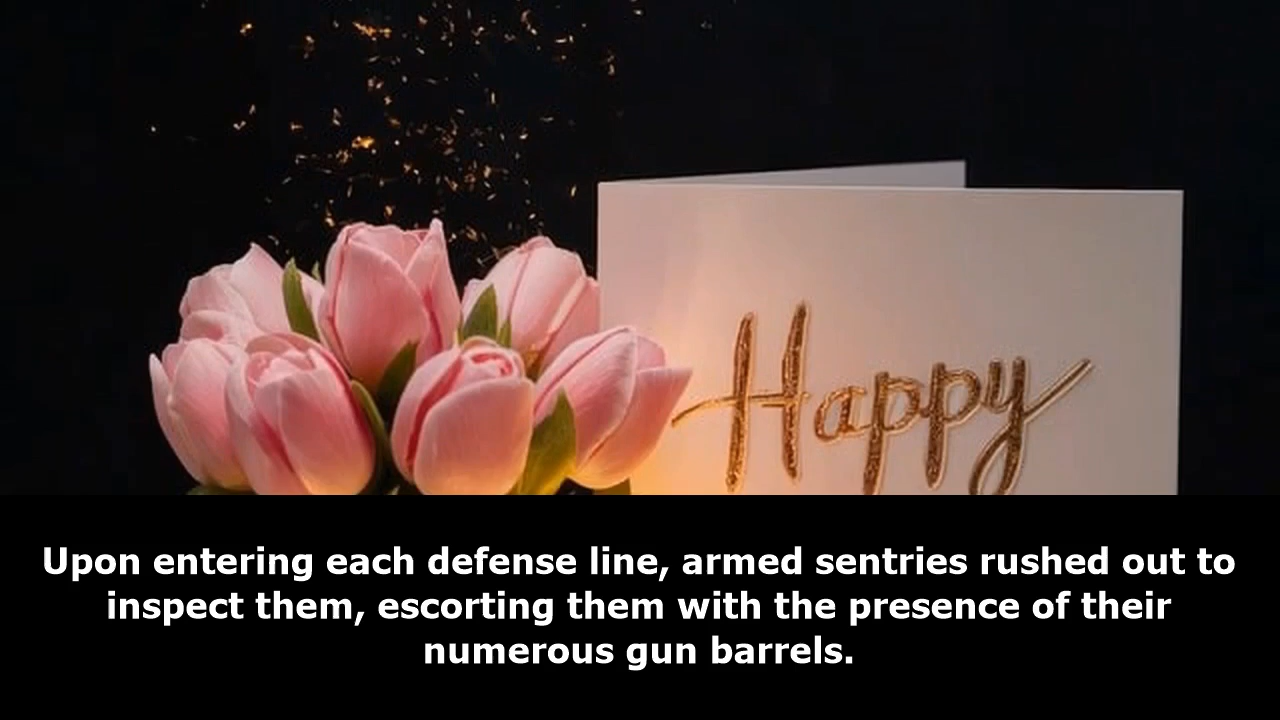 Happy
Upon entering each defense line, armed sentries rushed out to
inspect them, escorting them with the presence of their
numerous gun barrels.